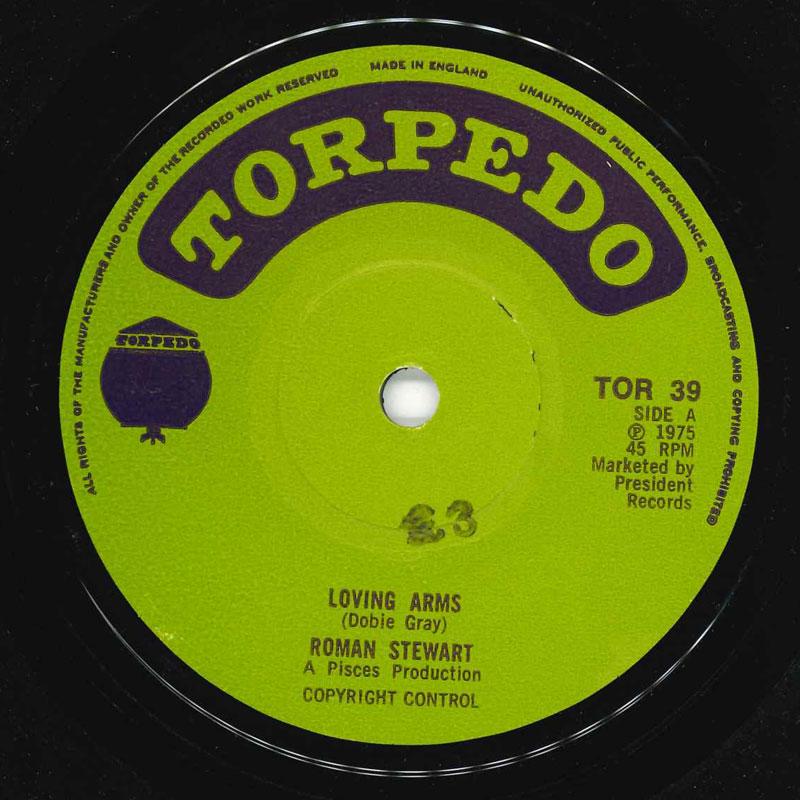 ALL RIGHTS OF THE MANUFACTURERS AND OWNER OF THE RECORDED WORK RESERVED
MADE IN ENGLAND
UNAUTHORIZED PUBLIC PERFORMANCE, BROADCASTING AND COPYING PROHIBITED
TORPEDO
TORPEDO
TOR 39
SIDE A
℗ 1975
45 RPM
Marketed by
President
Records
£3
LOVING ARMS
(Dobie Gray)
ROMAN STEWART
A Pisces Production
COPYRIGHT CONTROL